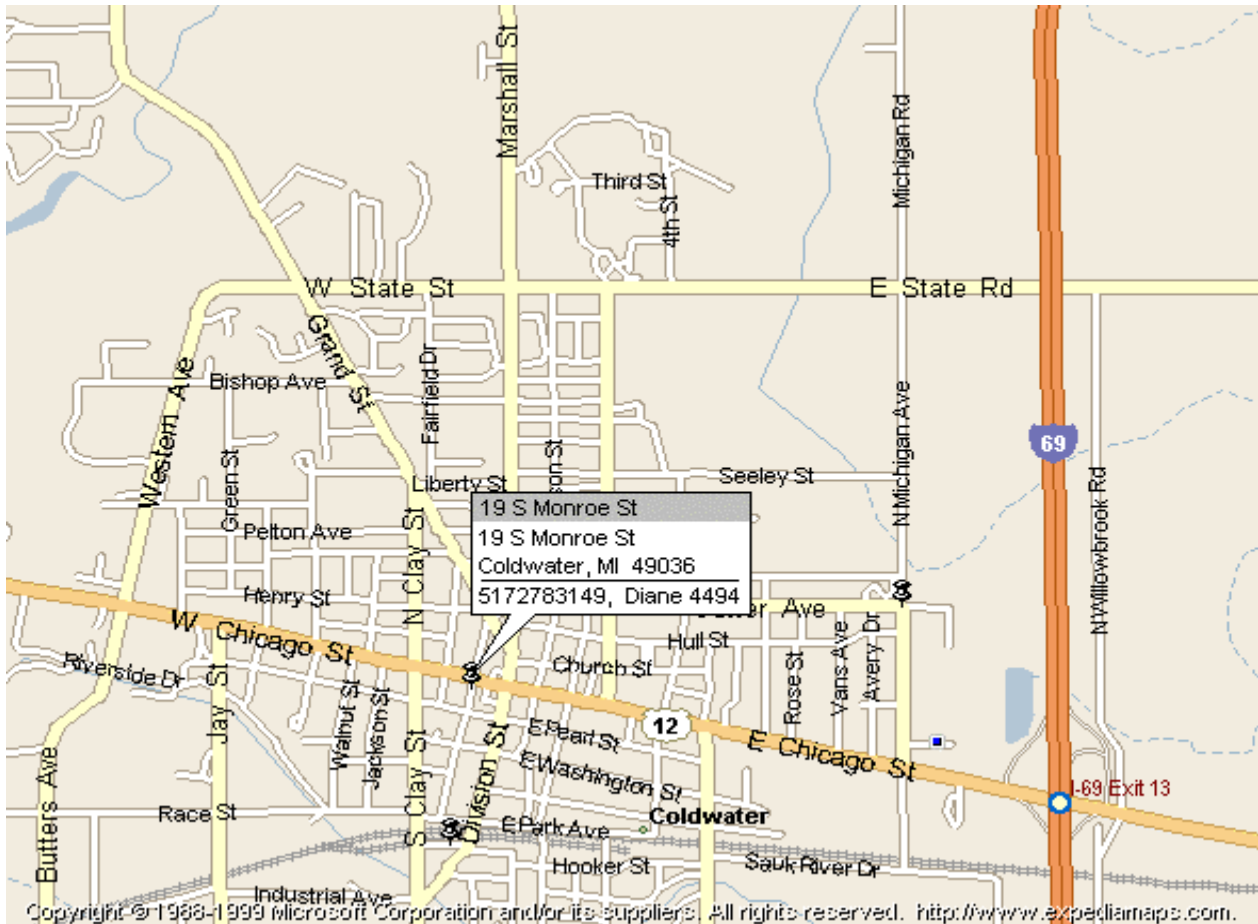 Marshall St
Michigan Rd
Third St
4th St
W State St
E State Rd
Grand St
Fairfield Dr
Bishop Ave
Western Ave
N Michigan Ave
69
Green St
Liberty St
son St
Seeley St
N Willowbrook Rd
19 S Monroe St
19 S Monroe St
Coldwater, MI 49036
5172783149, Diane 4494
Pelton Ave
N Clay St
Henry St
Ave
W Chicago St
Hull St
Church St
Riverside Dr
Jay St
Walnut St
Jackson St
Rose St
Vans Ave
Avery Dr
12
E Pearl St
E Chicago St
E Washington St
I-69 Exit 13
Butters Ave
Race St
S Clay St
Division St
E Park Ave
Coldwater
Hooker St
Sauk River Dr
Industrial Ave
Copyright © 1988-1999 Microsoft Corporation and/or its suppliers. All rights reserved. http://www.expediamaps.com.